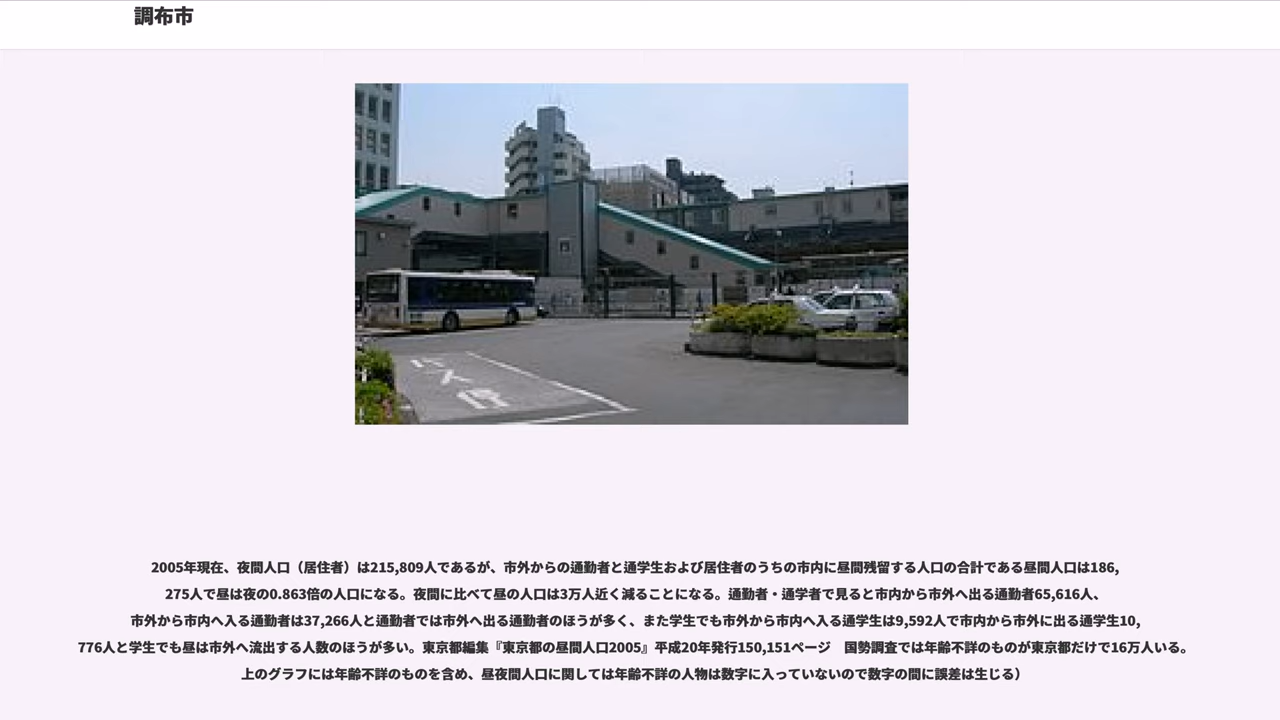 調布市
2005年現在、夜間人口（居住者）は215,809人であるが、市外からの通勤者と通学生および居住者のうちの市内に昼間残留する人口の合計である昼間人口は186,
275人で昼は夜の0.863倍の人口になる。夜間に比べて昼の人口は3万人近く減ることになる。通勤者・通学者で見ると市内から市外へ出る通勤者65,616人、
市外から市内へ入る通勤者は37,266人と通勤者では市外へ出る通勤者のほうが多く、また学生でも市外から市内へ入る通学生は9,592人で市内から市外に出る通学生10,
776人と学生でも昼は市外へ流出する人数のほうが多い。東京都編集『東京都の昼間人口2005』平成20年発行150,151ページ　国勢調査では年齢不詳のものが東京都だけで16万人いる。
上のグラフには年齢不詳のものを含め、昼夜間人口に関しては年齢不詳の人物は数字に入っていないので数字の間に誤差は生じる）